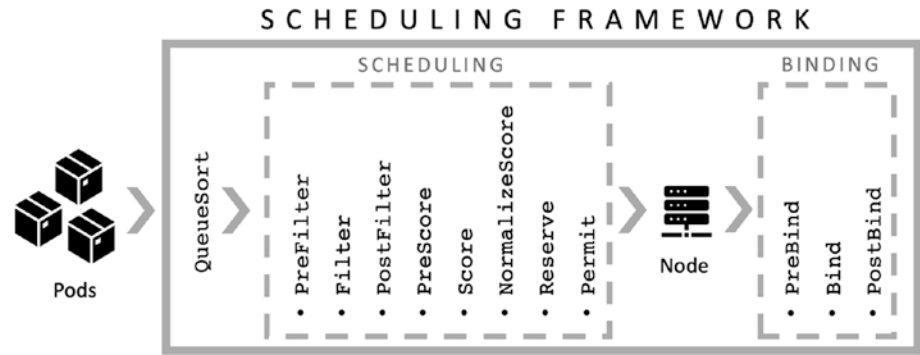 SCHEDULING FRAMEWORK
SCHEDULING
BINDING
Pods
QueueSort
• PreFilter
• Filter
• PostFilter
• PreScore
• Score
• NormalizeScore
• Reserve
• Permit
Node
• PreBind
• Bind
• PostBind